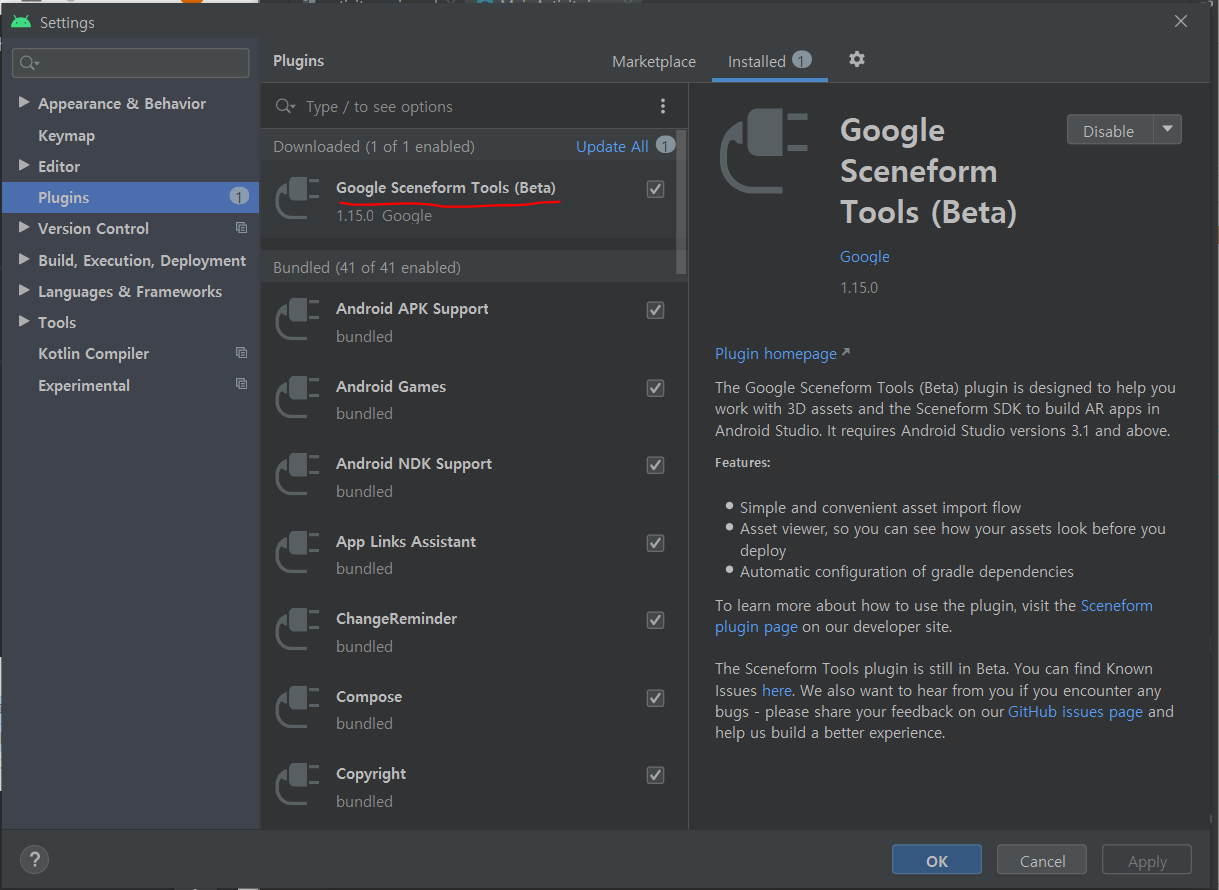 Settings
Appearance & Behavior
Keymap
Editor
Plugins 1
Version Control
Build, Execution, Deployment
Languages & Frameworks
Tools
Kotlin Compiler
Experimental
Plugins
Marketplace
Installed 1
Type / to see options
Downloaded (1 of 1 enabled)
Update All 1
Google Sceneform Tools (Beta)
1.15.0 Google
Bundled (41 of 41 enabled)
Android APK Support
bundled
Android Games
bundled
Android NDK Support
bundled
App Links Assistant
bundled
ChangeReminder
bundled
Compose
bundled
Copyright
bundled
Google
Sceneform
Tools (Beta)
Disable
Google
1.15.0
Plugin homepage
The Google Sceneform Tools (Beta) plugin is designed to help you
work with 3D assets and the Sceneform SDK to build AR apps in
Android Studio. It requires Android Studio versions 3.1 and above.
Features:
Simple and convenient asset import flow
Asset viewer, so you can see how your assets look before you
deploy
Automatic configuration of gradle dependencies
To learn more about how to use the plugin, visit the Sceneform
plugin page on our developer site.
The Sceneform Tools plugin is still in Beta. You can find Known
Issues here. We also want to hear from you if you encounter any
bugs - please share your feedback on our GitHub issues page and
help us build a better experience.
?
OK
Cancel
Apply